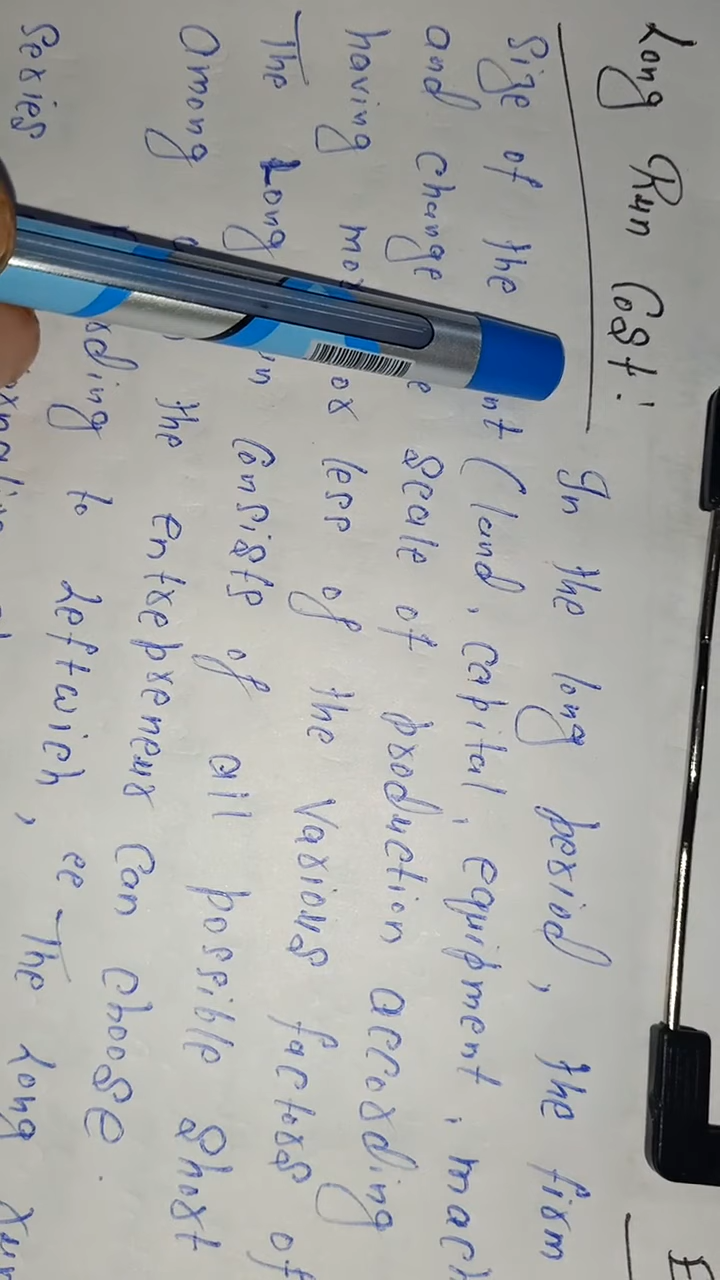 Long Run Cost:
In the long period, the firm
Size of the (land, capital, equipment,
and change Scale of production according
having less of the Various factors of
The Long Consists of all possible Short
among the entrepreneur Can choose.
Series to Leftwich, "The Long run